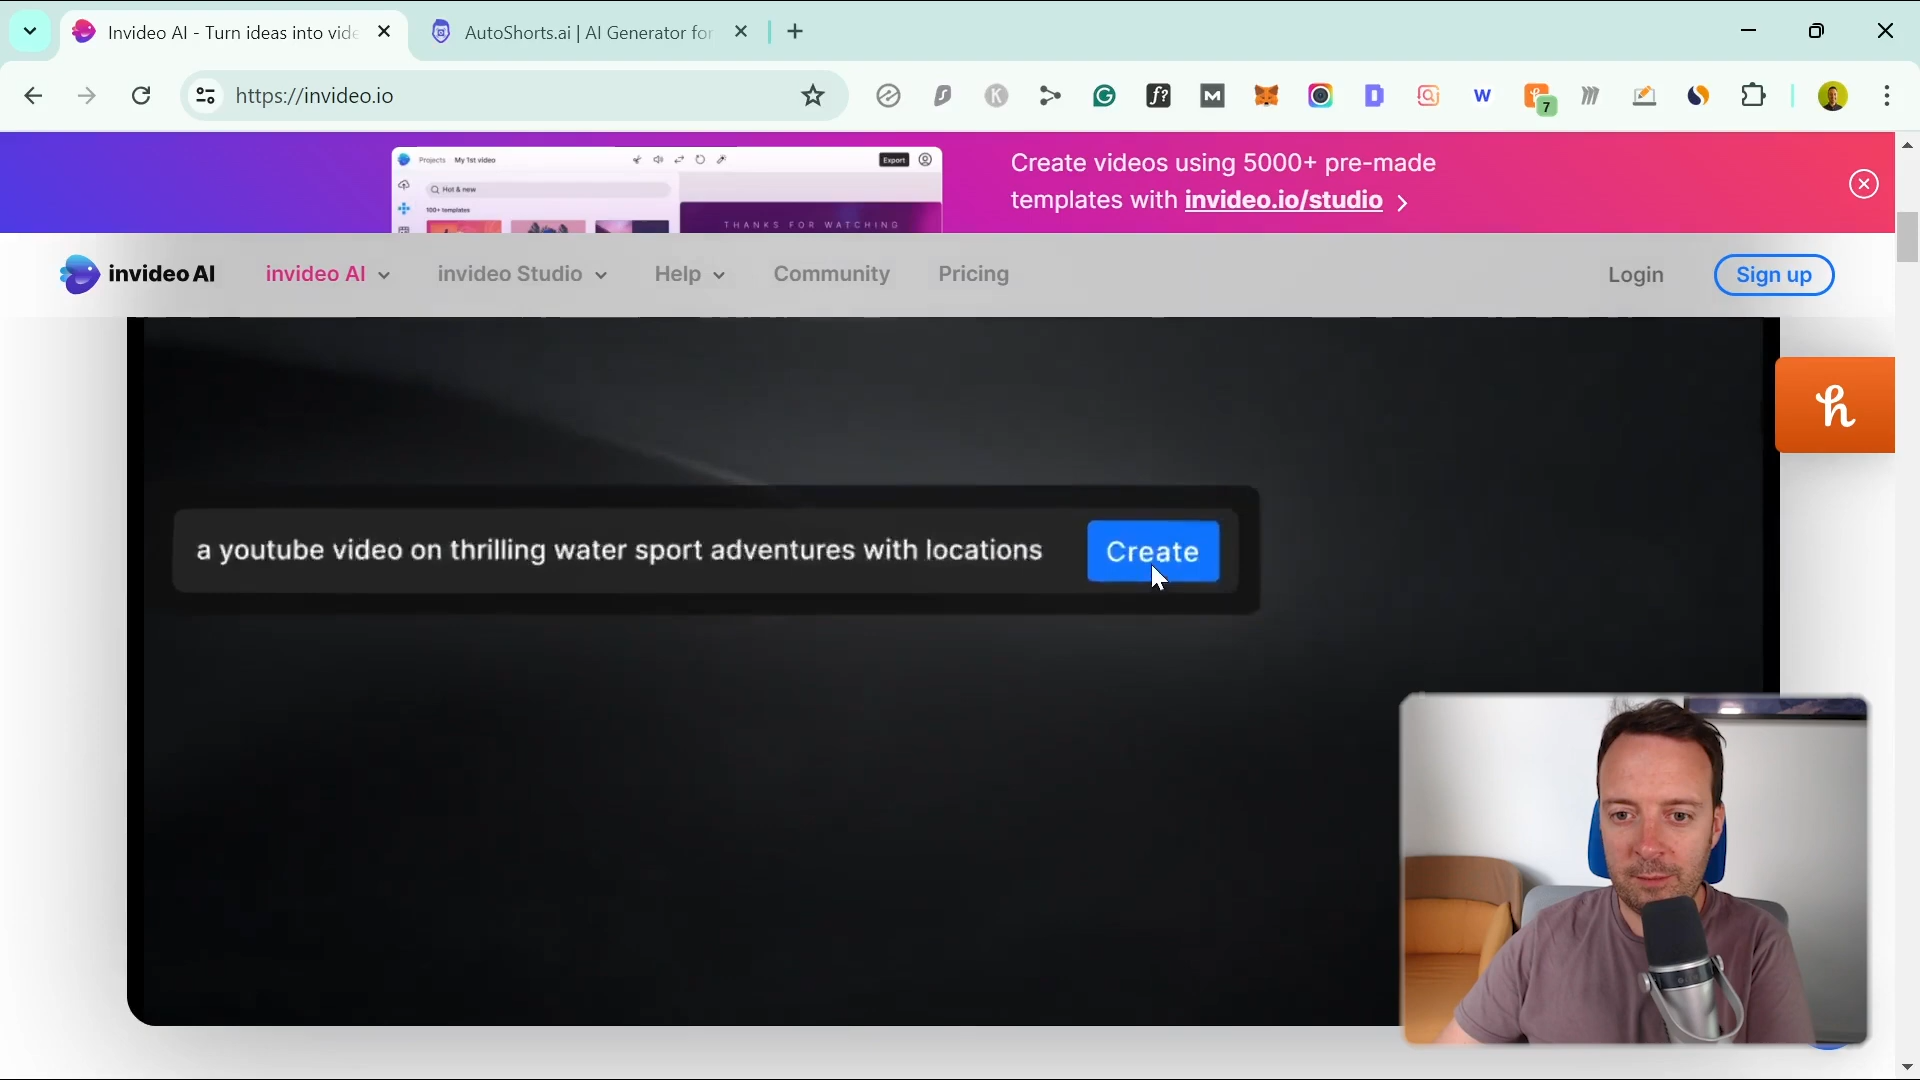 Invideo AI - Turn ideas into vide
AutoShorts.ai | AI Generator for
https://invideo.io
7
Projects
My 1st video
Export
Hot & new
100+ templates
THANKS FOR WATCHING
Create videos using 5000+ pre-made
templates with invideo.io/studio
invideo AI
invideo AI
invideo Studio
Help
Community
Pricing
Login
Sign up
a youtube video on thrilling water sport adventures with locations
Create